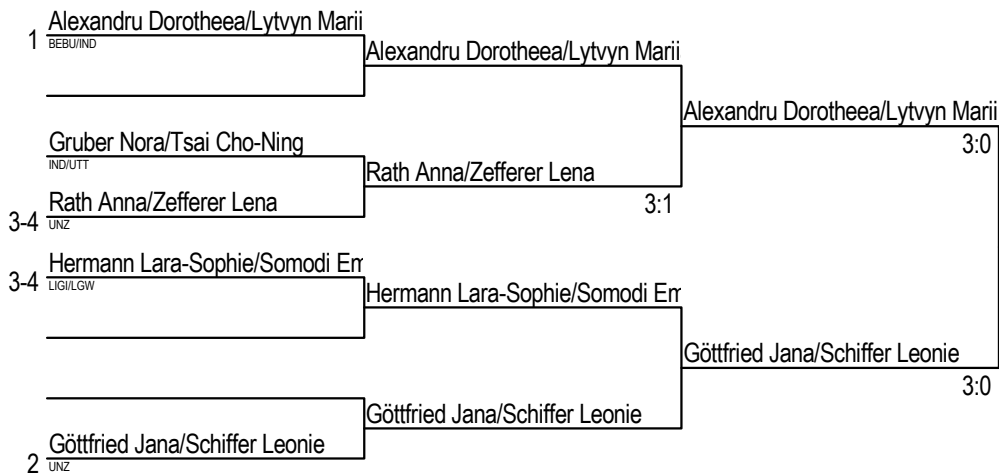 Alexandru Dorotheea/Lytvyn Marii
1 BEBU/IND
Alexandru Dorotheea/Lytvyn Marii
Alexandru Dorotheea/Lytvyn Marii
3:0
Gruber Nora/Tsai Cho-Ning
IND/UTT
Rath Anna/Zefferer Lena
3:1
Rath Anna/Zefferer Lena
3-4 UNZ
Hermann Lara-Sophie/Somodi Em
3-4 LIGI/LGW
Hermann Lara-Sophie/Somodi Em
Göttfried Jana/Schiffer Leonie
3:0
Göttfried Jana/Schiffer Leonie
Göttfried Jana/Schiffer Leonie
2 UNZ